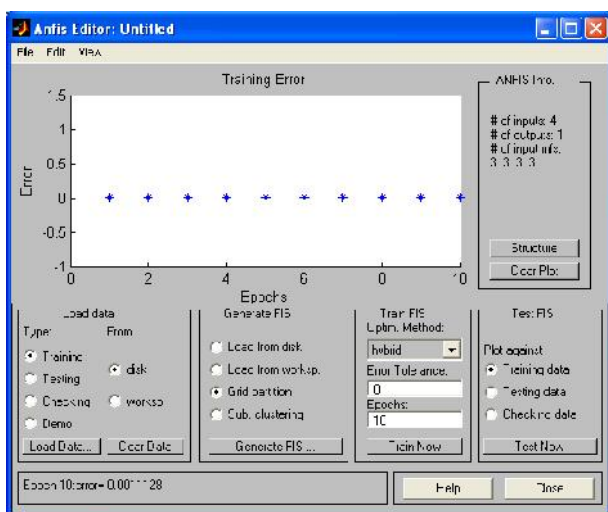 Anfis Editor: Untitled
File Edit View
Training Error
1.5
1
0.5
0
-0.5
-1
Error
0 2 4 6 8 10
Epochs
ANFIS Info.
# of inputs: 4
# of outputs: 1
# of input mfs:
3 3 3 3
Structure
Clear Plot
Load data
Type: From:
Training
Testing
Checking
Demo
disk
worksp.
Load Data... Clear Data
Generate FIS
Load from disk
Load from worksp.
Grid partition
Sub. clustering
Generate FIS ...
Train FIS
Optim. Method:
hybrid
Error Tolerance:
0
Epochs:
10
Train Now
Test FIS
Plot against:
Training data
Testing data
Checking data
Test Now
Epoch 10:error=
Help
Close